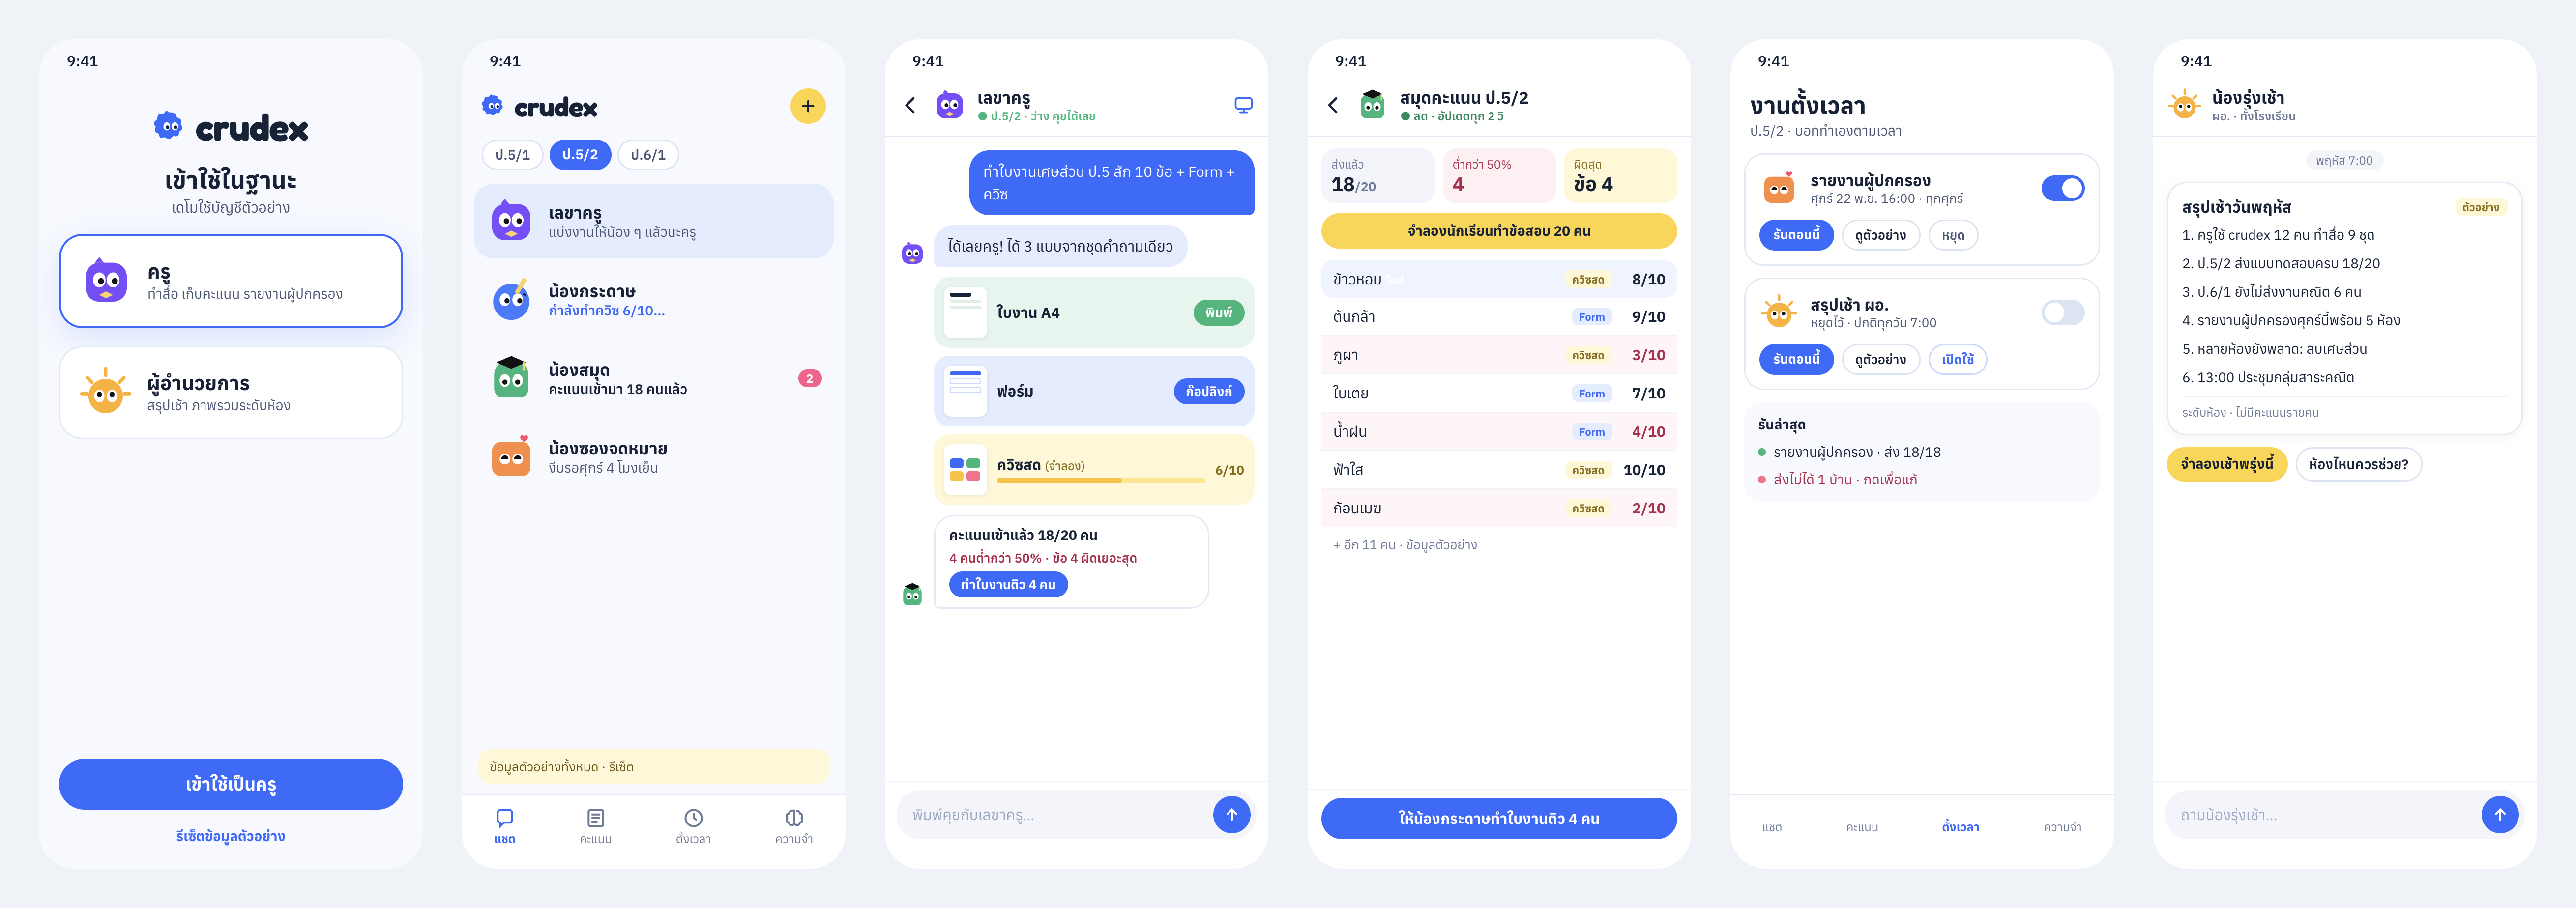 9:41
crudex
เข้าใช้ในฐานะ
เดโมใช้บัญชีตัวอย่าง
ครู
ทำสื่อ เก็บคะแนน รายงานผู้ปกครอง
ผู้อำนวยการ
สรุปเช้า ภาพรวมระดับห้อง
เข้าใช้เป็นครู
รีเซ็ตข้อมูลตัวอย่าง
9:41
crudex
+
ป.5/1 ป.5/2 ป.6/1
เลขาครู
แบ่งงานให้น้อง ๆ แล้วนะครู
น้องกระดาษ
กำลังทำควิซ 6/10...
น้องสมุด
คะแนนเข้ามา 18 คนแล้ว
2
น้องซองจดหมาย
งีบรอศุกร์ 4 โมงเย็น
ข้อมูลตัวอย่างทั้งหมด · รีเซ็ต
แชต คะแนน ตั้งเวลา ความจำ
9:41
เลขาครู
ป.5/2 · ว่าง คุยได้เลย
ทำใบงานเศษส่วน ป.5 สัก 10 ข้อ + Form +
ควิซ
ได้เลยครู! ได้ 3 แบบจากชุดคำถามเดียว
ใบงาน A4
พิมพ์
ฟอร์ม
ก๊อปลิงก์
ควิซสด (จำลอง)
6/10
คะแนนเข้าแล้ว 18/20 คน
4 คนต่ำกว่า 50% · ข้อ 4 ผิดเยอะสุด
ทำใบงานติว 4 คน
พิมพ์คุยกับเลขาครู...
9:41
สมุดคะแนน ป.5/2
สด · อัปเดตทุก 2 วิ
ส่งแล้ว
18/20
ต่ำกว่า 50%
4
ผิดสุด
ข้อ 4
จำลองนักเรียนทำข้อสอบ 20 คน
ข้าวหอม ใหม่ ควิซสด 8/10
ต้นกล้า Form 9/10
ภูผา ควิซสด 3/10
ใบเตย Form 7/10
น้ำฝน Form 4/10
ฟ้าใส ควิซสด 10/10
ก้อนเมฆ ควิซสด 2/10
+ อีก 11 คน · ข้อมูลตัวอย่าง
ให้น้องกระดาษทำใบงานติว 4 คน
9:41
งานตั้งเวลา
ป.5/2 · บอททำเองตามเวลา
รายงานผู้ปกครอง
ศุกร์ 22 พ.ย. 16:00 · ทุกศุกร์
รันตอนนี้ ดูตัวอย่าง หยุด
สรุปเช้า ผอ.
หยุดไว้ · ปกติทุกวัน 7:00
รันตอนนี้ ดูตัวอย่าง เปิดใช้
รันล่าสุด
รายงานผู้ปกครอง · ส่ง 18/18
ส่งไม่ได้ 1 บ้าน · กดเพื่อแก้
แชต คะแนน ตั้งเวลา ความจำ
9:41
น้องรุ่งเช้า
ผอ. · ทั้งโรงเรียน
พฤหัส 7:00
สรุปเช้าวันพฤหัส
ตัวอย่าง
1. ครูใช้ crudex 12 คน ทำสื่อ 9 ชุด
2. ป.5/2 ส่งแบบทดสอบครบ 18/20
3. ป.6/1 ยังไม่ส่งงานคณิต 6 คน
4. รายงานผู้ปกครองศุกร์นี้พร้อม 5 ห้อง
5. หลายห้องยังพลาด: ลบเศษส่วน
6. 13:00 ประชุมกลุ่มสาระคณิต
ระดับห้อง · ไม่มีคะแนนรายคน
จำลองเช้าพรุ่งนี้ ห้องไหนควรช่วย?
ถามน้องรุ่งเช้า...